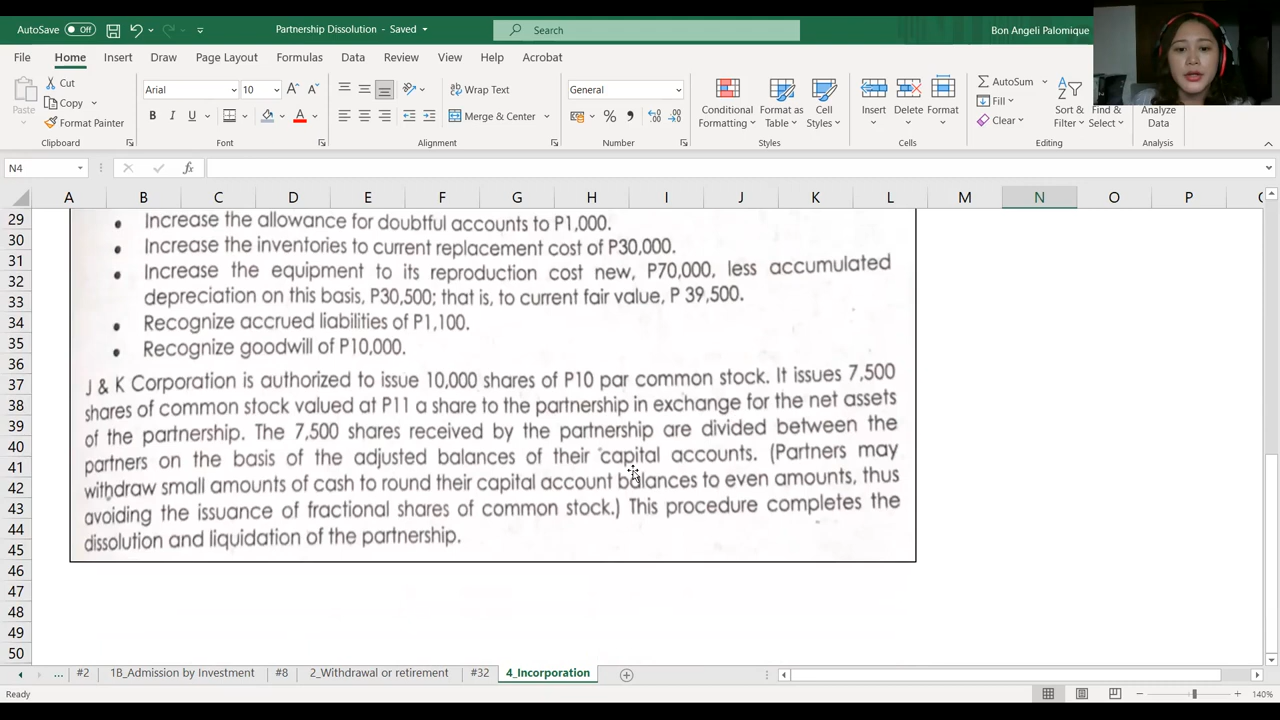 AutoSave Off Partnership Dissolution - Saved Search Bon Angeli Palomique
File Home Insert Draw Page Layout Formulas Data Review View Help Acrobat
Paste Cut Copy Format Painter
Arial 10
B I U A
Wrap Text
Merge & Center
General
% 9
Conditional Formatting Format as Table Cell Styles
Insert Delete Format
AutoSum Fill Clear Sort & Filter Find & Select Analyze Data
Clipboard Font Alignment Number Styles Cells Editing Analysis
N4 fx
A B C D E F G H I J K L M N O P
29 Increase the allowance for doubtful accounts to P1,000.
30 • Increase the inventories to current replacement cost of P30,000.
31 • Increase the equipment to its reproduction cost new, P70,000, less accumulated
32
33 depreciation on this basis, P30,500; that is, to current fair value, P 39,500.
34 • Recognize accrued liabilities of P1,100.
35 • Recognize goodwill of P10,000.
36
37 J & K Corporation is authorized to issue 10,000 shares of P10 par common stock. It issues 7,500
38 shares of common stock valued at P11 a share to the partnership in exchange for the net assets
39 of the partnership. The 7,500 shares received by the partnership are divided between the
40
41 partners on the basis of the adjusted balances of their capital accounts. (Partners may
42 withdraw small amounts of cash to round their capital account balances to even amounts, thus
43 avoiding the issuance of fractional shares of common stock.) This procedure completes the
44
45 dissolution and liquidation of the partnership.
46
47
48
49
50
... #2 1B_Admission by Investment #8 2_Withdrawal or retirement #32 4_Incorporation
Ready 140%